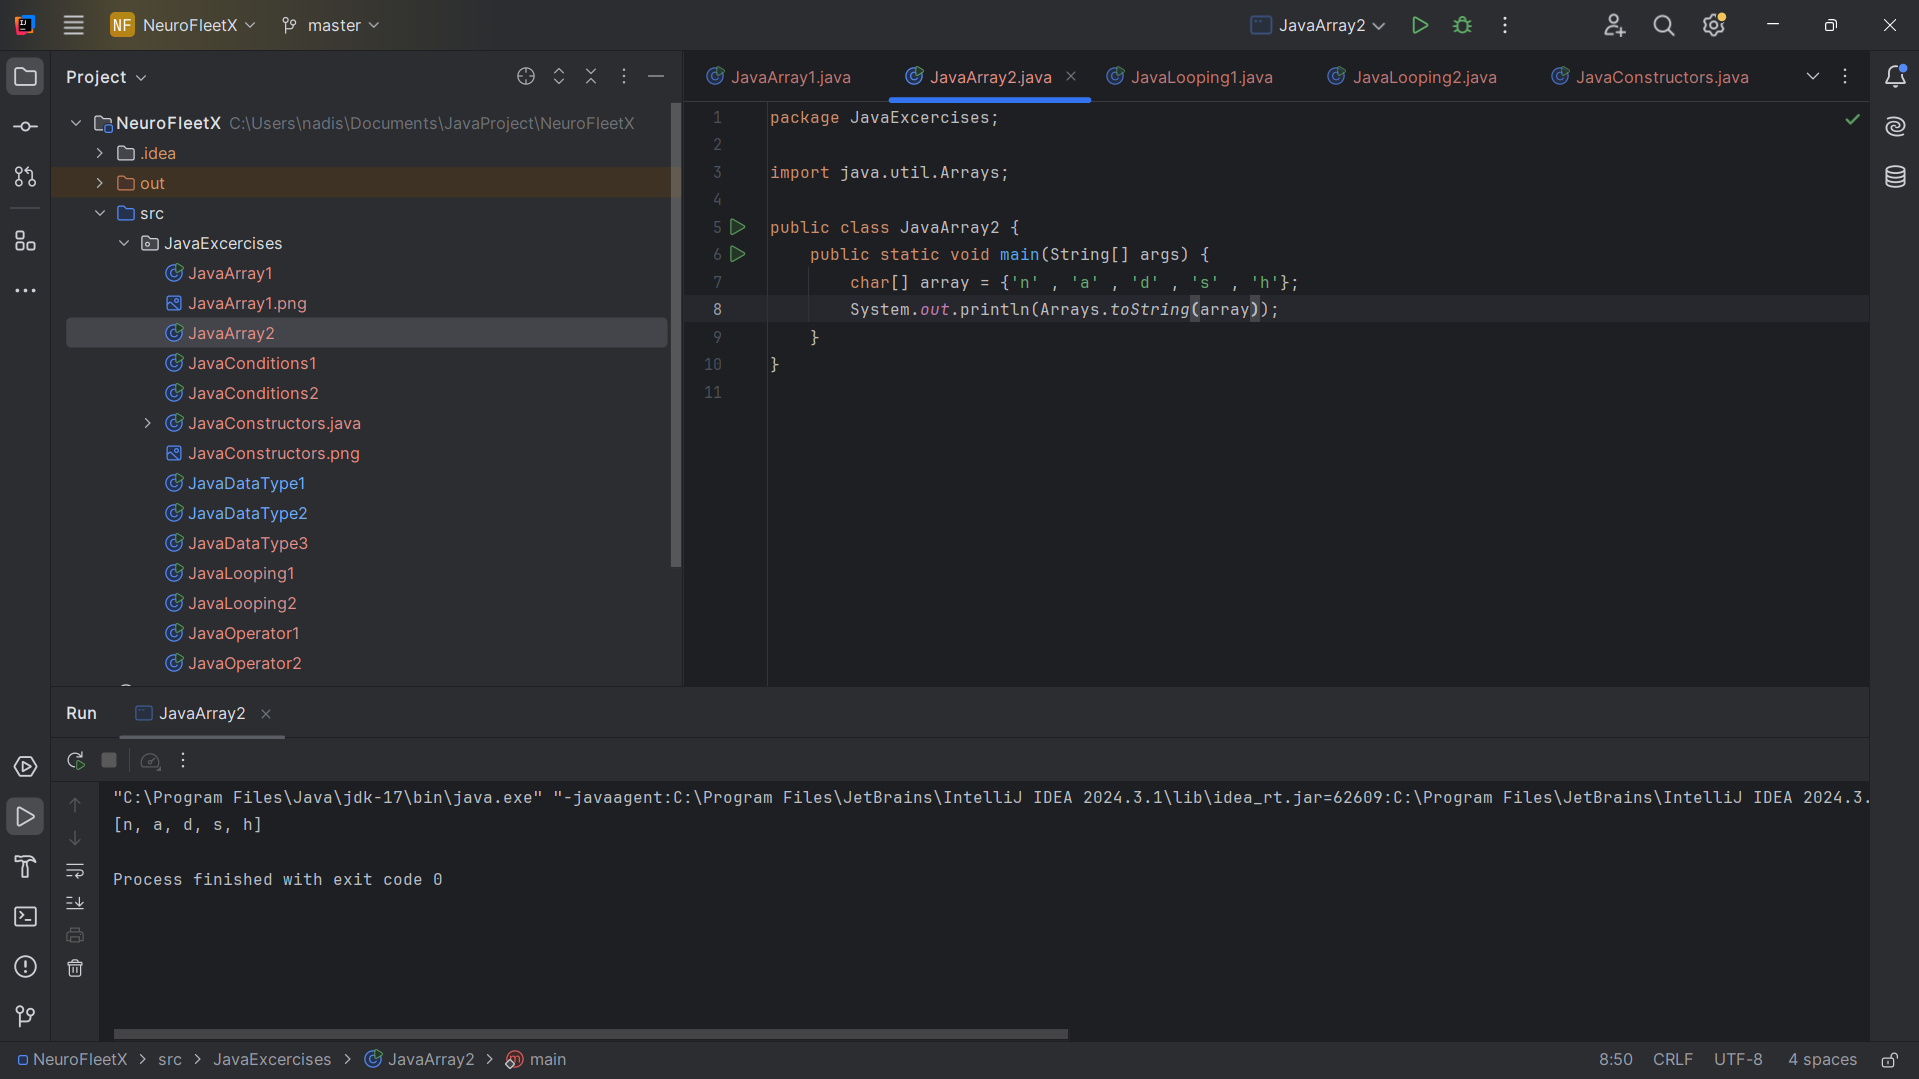 NF NeuroFleetX master JavaArray2
Project
JavaArray1.java JavaArray2.java JavaLooping1.java JavaLooping2.java JavaConstructors.java
NeuroFleetX C:\Users\nadis\Documents\JavaProject\NeuroFleetX
.idea
out
src
JavaExcercises
JavaArray1
JavaArray1.png
JavaArray2
JavaConditions1
JavaConditions2
JavaConstructors.java
JavaConstructors.png
JavaDataType1
JavaDataType2
JavaDataType3
JavaLooping1
JavaLooping2
JavaOperator1
JavaOperator2
1 package JavaExcercises;
2
3 import java.util.Arrays;
4
5 public class JavaArray2 {
6 public static void main(String[] args) {
7 char[] array = {'n' , 'a' , 'd' , 's' , 'h'};
8 System.out.println(Arrays.toString(array));
9 }
10 }
11
Run JavaArray2
"C:\Program Files\Java\jdk-17\bin\java.exe" "-javaagent:C:\Program Files\JetBrains\IntelliJ IDEA 2024.3.1\lib\idea_rt.jar=62609:C:\Program Files\JetBrains\IntelliJ IDEA 2024.3.
[n, a, d, s, h]
Process finished with exit code 0
NeuroFleetX > src > JavaExcercises > JavaArray2 > main 8:50 CRLF UTF-8 4 spaces